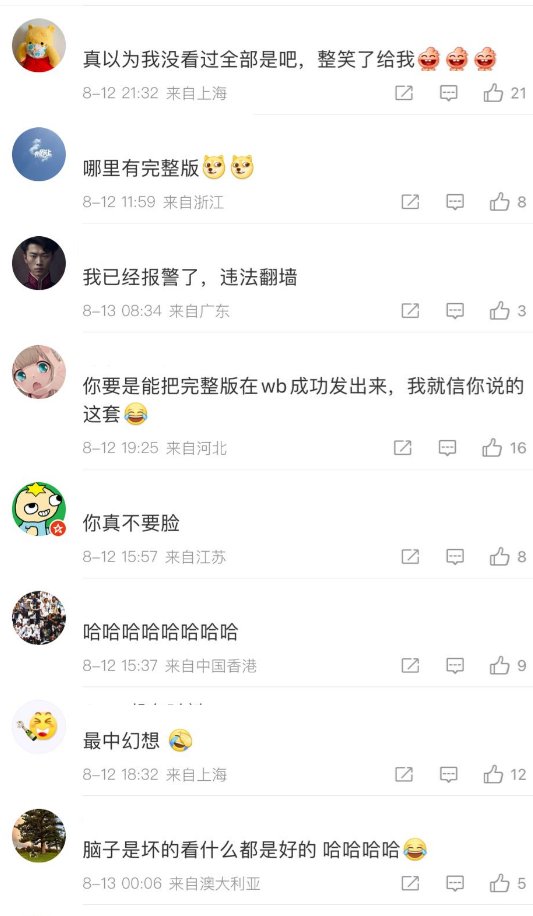 真以为我没看过全部是吧，整笑了给我
8-12 21:32 来自上海
21
哪里有完整版
8-12 11:59 来自浙江
8
我已经报警了，违法翻墙
8-13 08:34 来自广东
3
你要是能把完整版在wb成功发出来，我就信你说的
这套
8-12 19:25 来自河北
16
你真不要脸
8-12 15:57 来自江苏
8
哈哈哈哈哈哈哈哈
8-12 15:37 来自中国香港
9
最中幻想
8-12 18:32 来自上海
12
脑子是坏的看什么都是好的 哈哈哈哈
8-13 00:06 来自澳大利亚
5